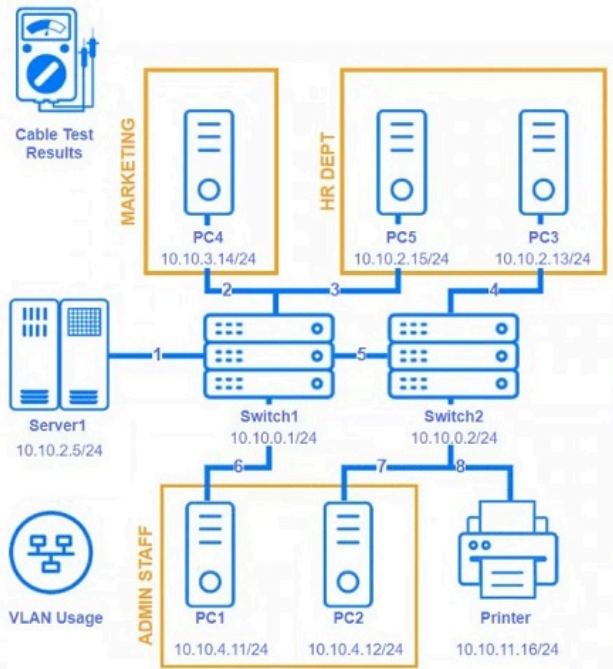 Cable Test
Results
MARKETING
HR DEPT
PC4
10.10.3.14/24
PC5
10.10.2.15/24
PC3
10.10.2.13/24
2
3
4
1
5
Server1
10.10.2.5/24
Switch1
10.10.0.1/24
Switch2
10.10.0.2/24
6
7
8
ADMIN STAFF
VLAN Usage
PC1
10.10.4.11/24
PC2
10.10.4.12/24
Printer
10.10.11.16/24